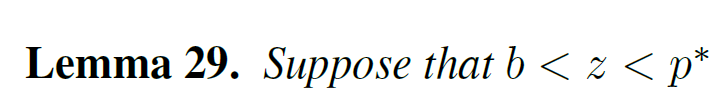 Lemma 29. Suppose that b < z < p*